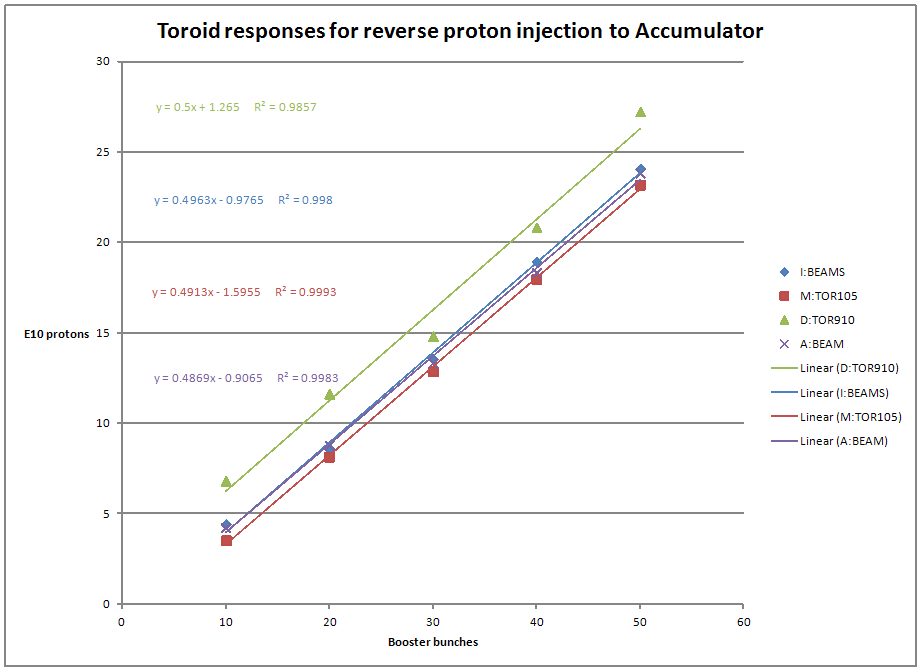 Toroid responses for reverse proton injection to Accumulator
30
25
20
15
10
5
0
E10 protons
y = 0.5x + 1.265 R² = 0.9857
y = 0.4963x - 0.9765 R² = 0.998
y = 0.4913x - 1.5955 R² = 0.9993
y = 0.4869x - 0.9065 R² = 0.9983
0 10 20 30 40 50 60
Booster bunches
I:BEAMS
M:TOR105
D:TOR910
A:BEAM
Linear (D:TOR910)
Linear (I:BEAMS)
Linear (M:TOR105)
Linear (A:BEAM)